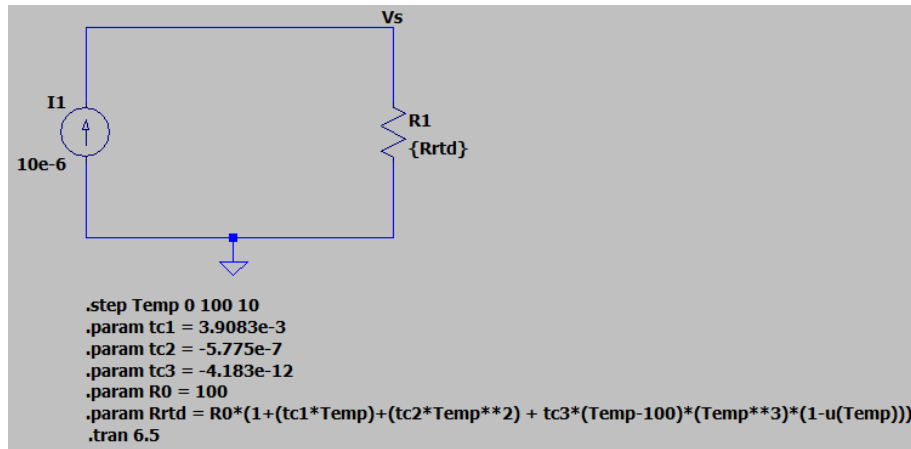 Vs
I1
R1
{Rrtd}
10e-6
.step Temp 0 100 10
.param tc1 = 3.9083e-3
.param tc2 = -5.775e-7
.param tc3 = -4.183e-12
.param R0 = 100
.param Rrtd = R0*(1+(tc1*Temp)+(tc2*Temp**2) + tc3*(Temp-100)*(Temp**3)*(1-u(Temp)))
.tran 6.5